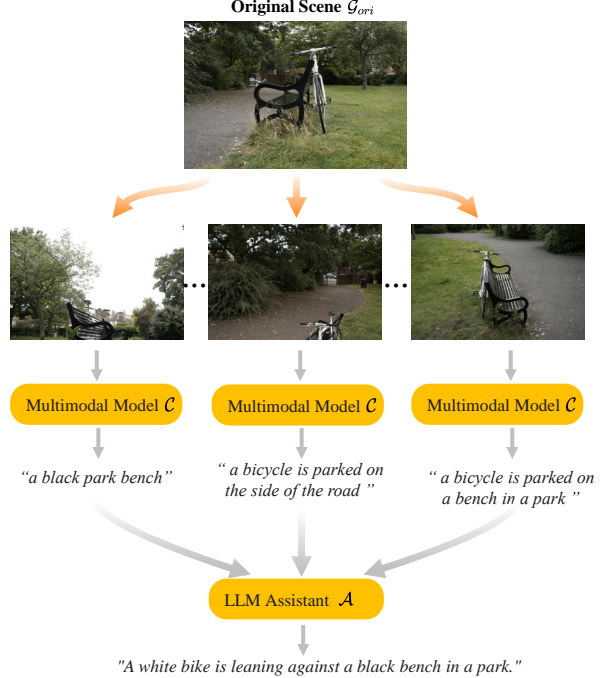 Original Scene 𝒢ori
Multimodal Model 𝒞
Multimodal Model 𝒞
Multimodal Model 𝒞
“a black park bench”
“ a bicycle is parked on
the side of the road ”
“ a bicycle is parked on
a bench in a park ”
LLM Assistant 𝒜
"A white bike is leaning against a black bench in a park."